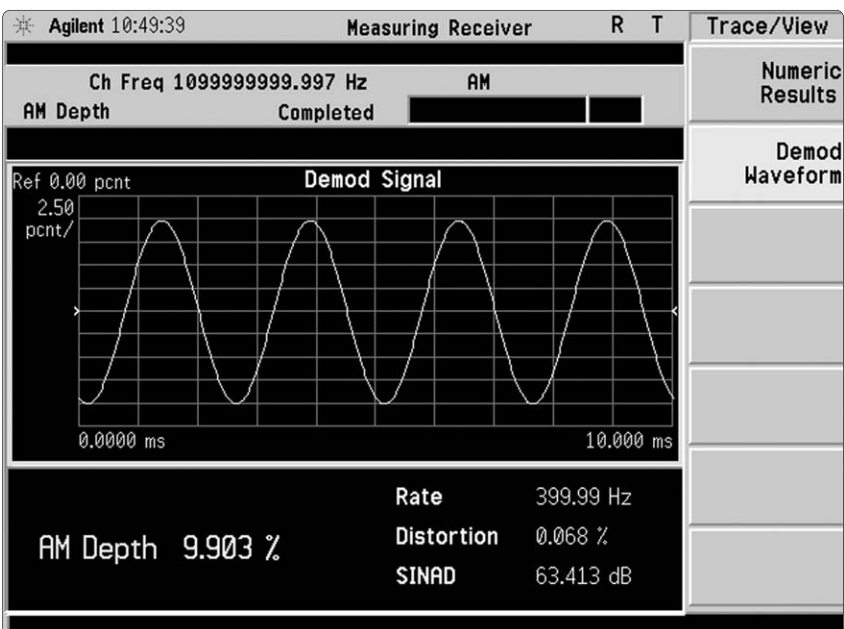 Agilent 10:49:39 Measuring Receiver R T Trace/View
Ch Freq 1099999999.997 Hz AM
AM Depth Completed
Numeric
Results
Demod
Waveform
Ref 0.00 pcnt Demod Signal
2.50
pcnt/
0.0000 ms 10.000 ms
AM Depth 9.903 %
Rate 399.99 Hz
Distortion 0.068 %
SINAD 63.413 dB